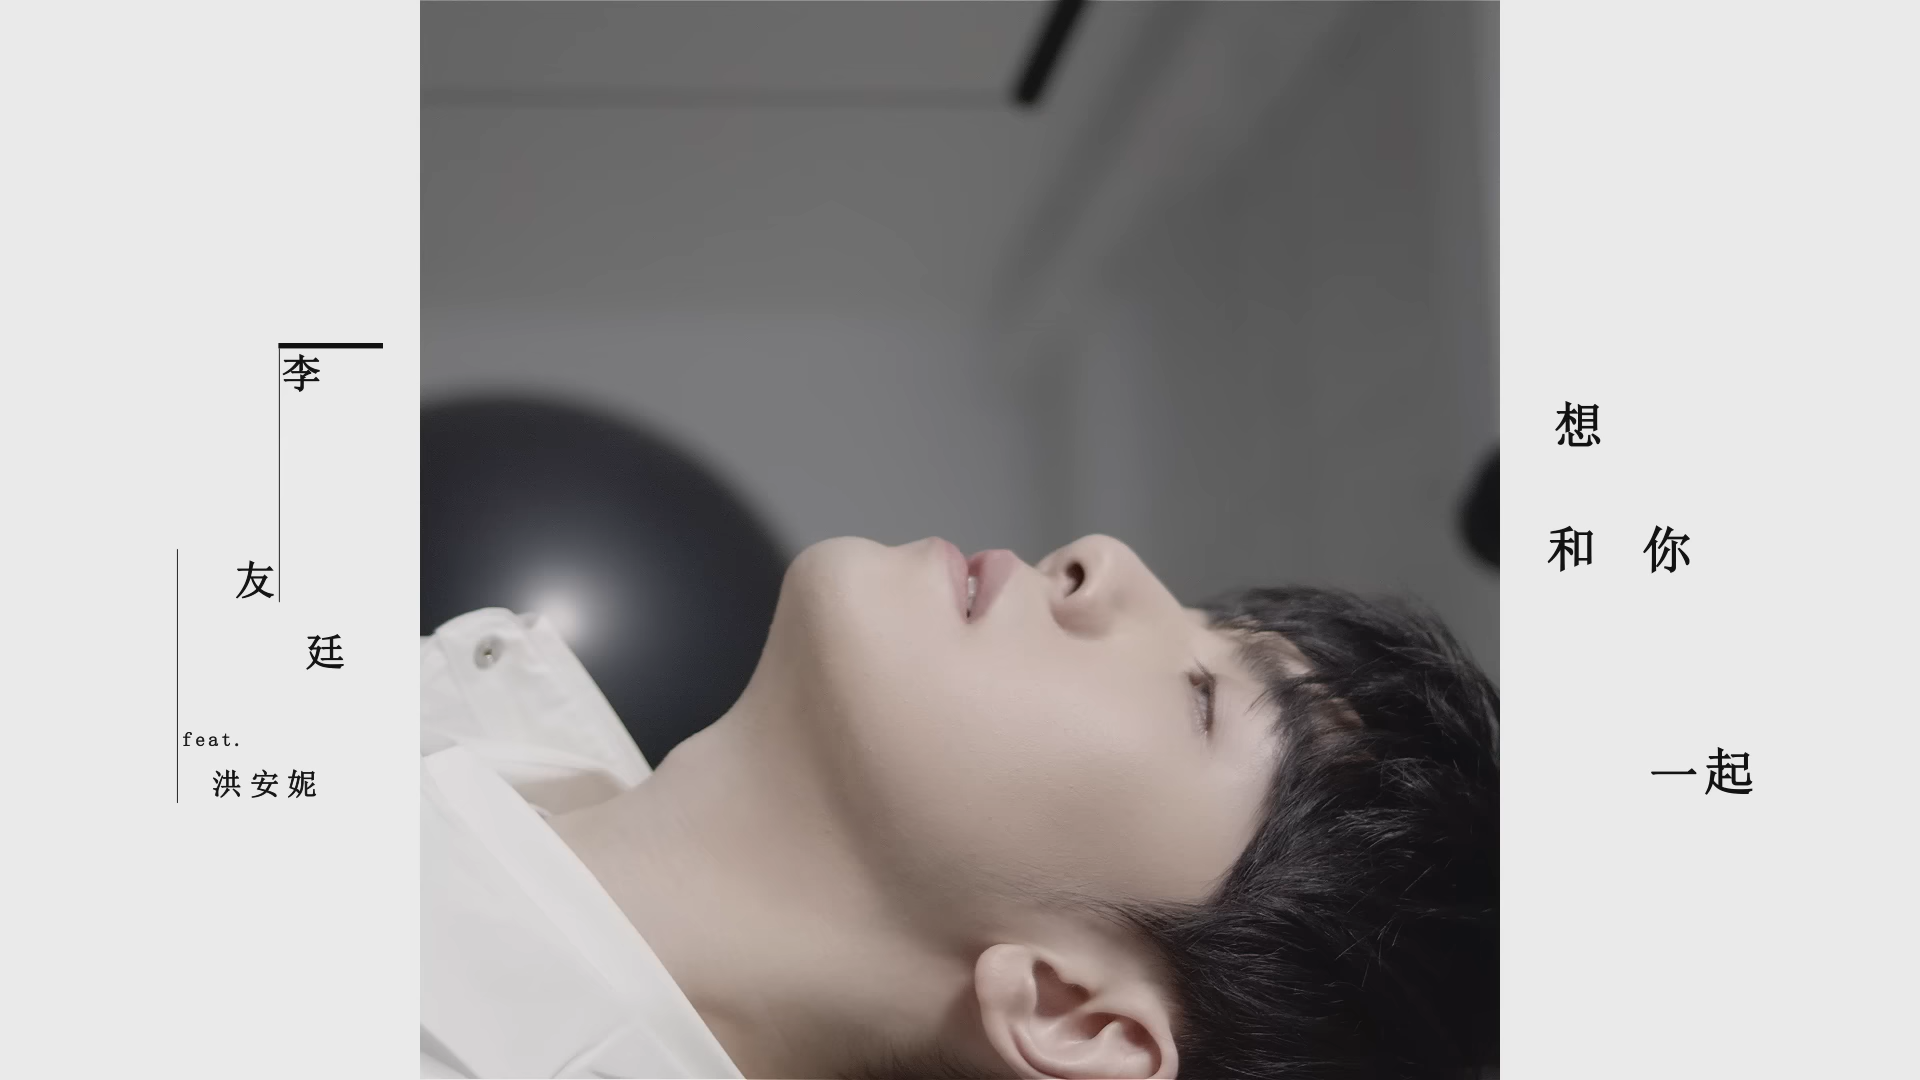 李
友
廷
feat.
洪安妮
想
和 你
一起